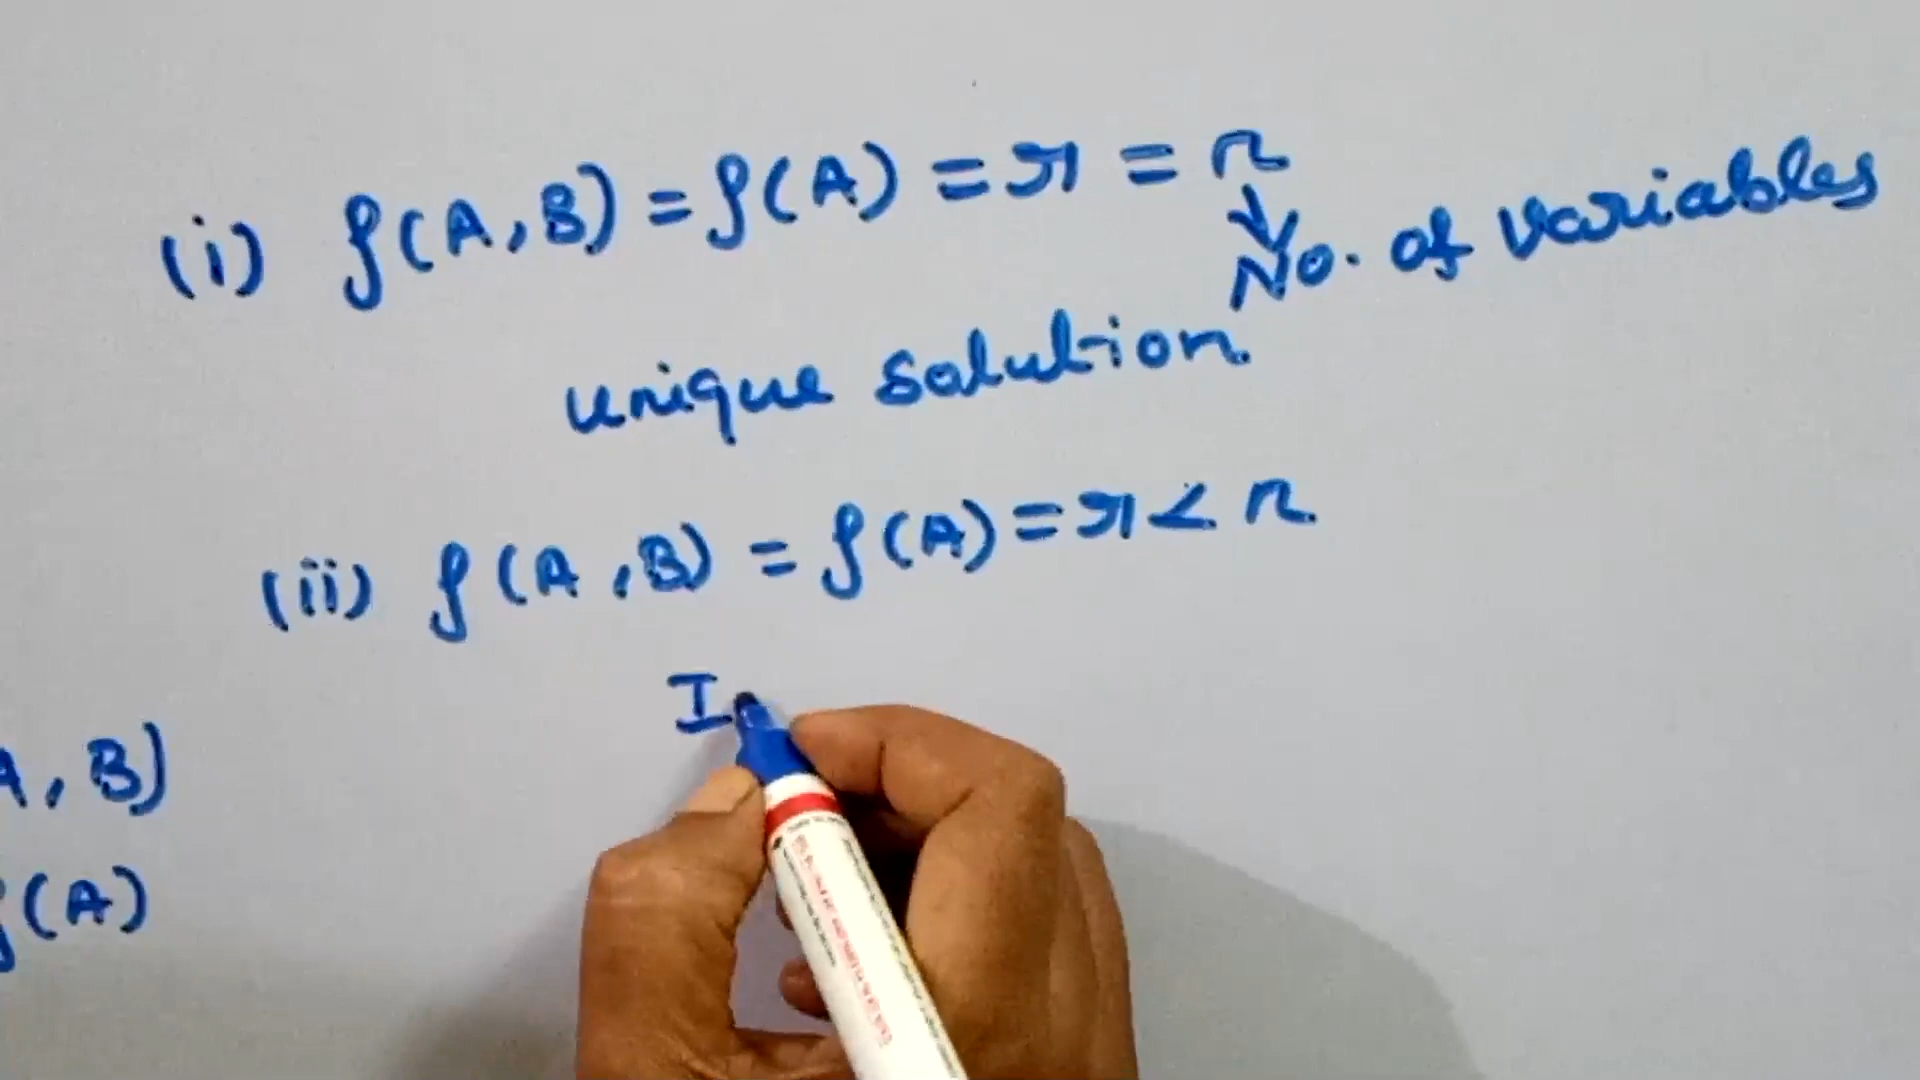 (i) ρ(A,B) = ρ(A) = r = n
No. of variables
unique solution.
(ii) ρ(A,B) = ρ(A) = r < n.
I
A, B)
ρ(A)